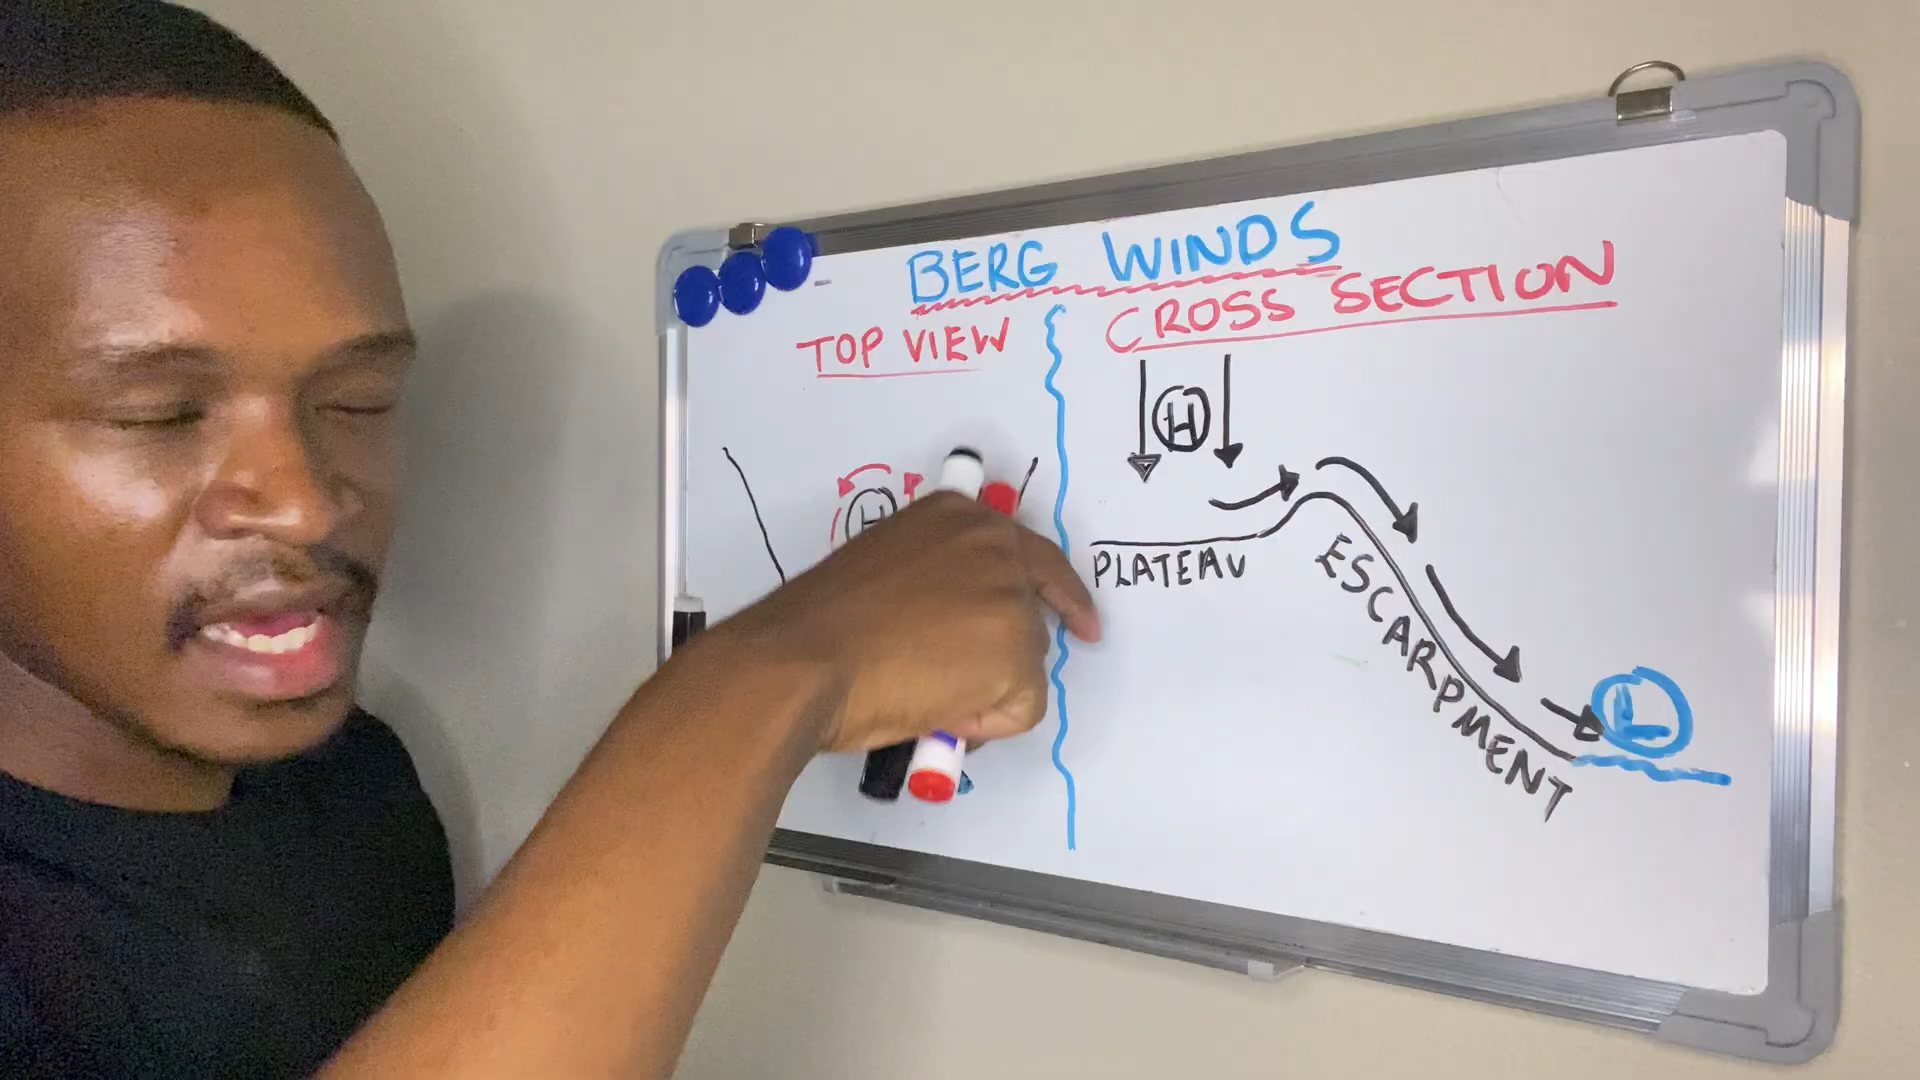 BERG WINDS
TOP VIEW
H
CROSS SECTION
H
PLATEAU
ESCARPMENT
L